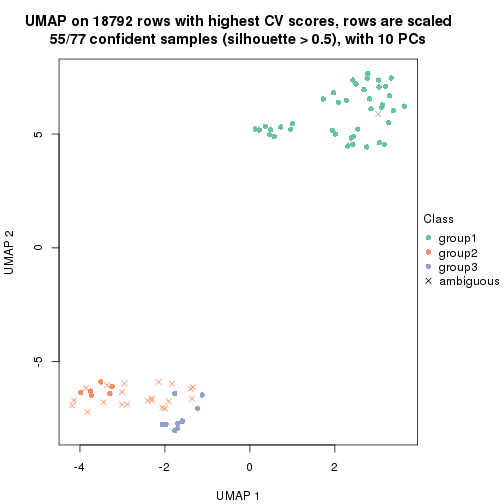 UMAP on 18792 rows with highest CV scores, rows are scaled
55/77 confident samples (silhouette > 0.5), with 10 PCs
UMAP 2
5
0
-5
-4
-2
0
2
UMAP 1
Class
group1
group2
group3
ambiguous